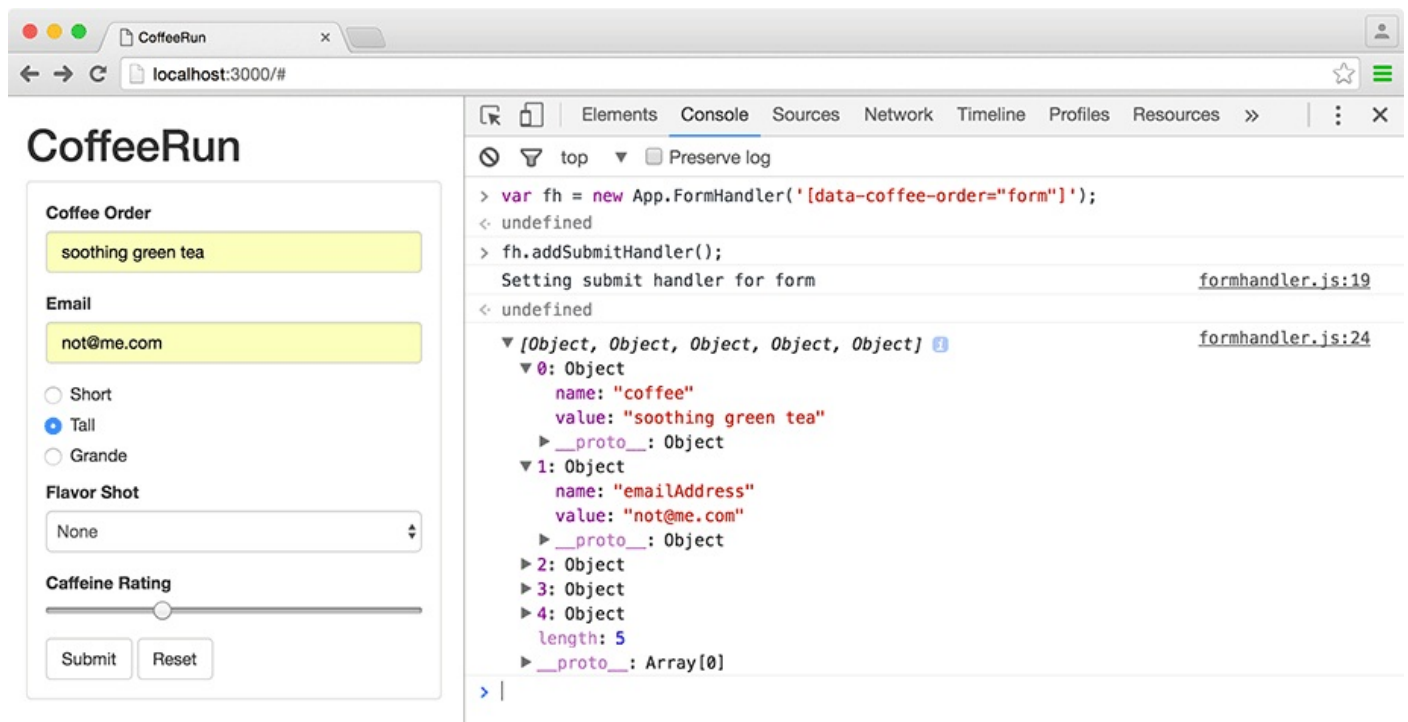 CoffeeRun
localhost:3000/#
CoffeeRun
Coffee Order
soothing green tea
Email
not@me.com
Short
Tall
Grande
Flavor Shot
None
Caffeine Rating
Submit Reset
Elements Console Sources Network Timeline Profiles Resources »
top Preserve log
> var fh = new App.FormHandler('[data-coffee-order="form"]');
undefined
> fh.addSubmitHandler();
Setting submit handler for form formhandler.js:19
undefined
[Object, Object, Object, Object, Object] i formhandler.js:24
0: Object
name: "coffee"
value: "soothing green tea"
__proto__: Object
1: Object
name: "emailAddress"
value: "not@me.com"
__proto__: Object
2: Object
3: Object
4: Object
length: 5
__proto__: Array[0]
>